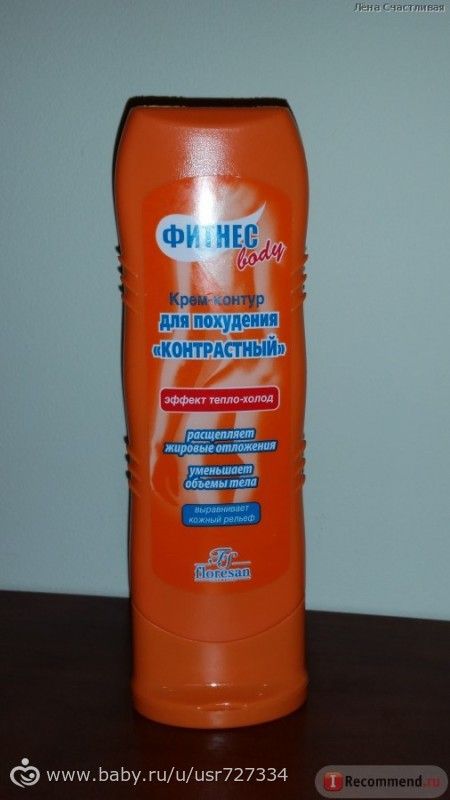 Лена Счастливая
ФИТНЕС
body
Крем-контур
для похудения
«КОНТРАСТНЫЙ»
эффект тепло-холод
расщепляет
жировые отложения
уменьшает
объемы тела
выравнивает
кожный рельеф
floresan
www.baby.ru/u/usr727334
I Recommend.ru